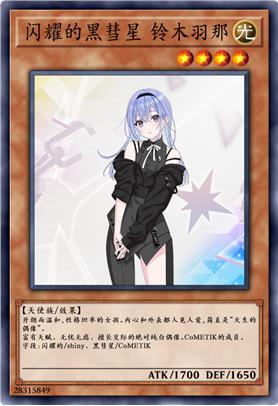 闪耀的黑彗星 铃木羽那
光
【天使族/效果】
开朗而温和,性格坦率的女孩,内心和外表都人见人爱,简直是“天生的
偶像”。
富有天赋、无忧无虑、擅长交际的绝对纯白偶像,CoMETIK的成员。
字段:闪耀的/shiny、黑彗星/CoMETIK
ATK/1700 DEF/1650
28315849